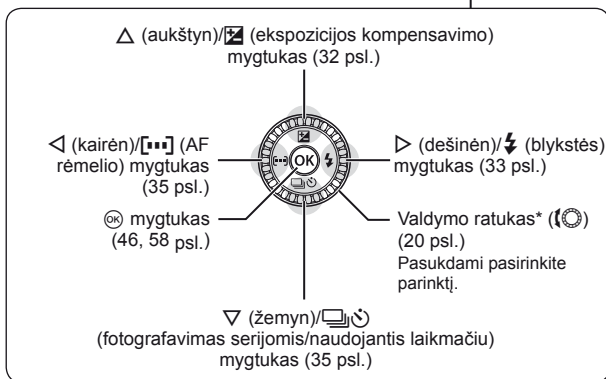 △ (aukštyn)/ (ekspozicijos kompensavimo)
mygtukas (32 psl.)
◁ (kairėn)/[▪▪▪] (AF
rėmelio) mygtukas
(35 psl.)
▷ (dešinėn)/⚡ (blykstės)
mygtukas (33 psl.)
OK
OK mygtukas
(46, 58 psl.)
Valdymo ratukas* ()
(20 psl.)
Pasukdami pasirinkite
parinktį.
▽ (žemyn)/
(fotografavimas serijomis/naudojantis laikmačiu)
mygtukas (35 psl.)